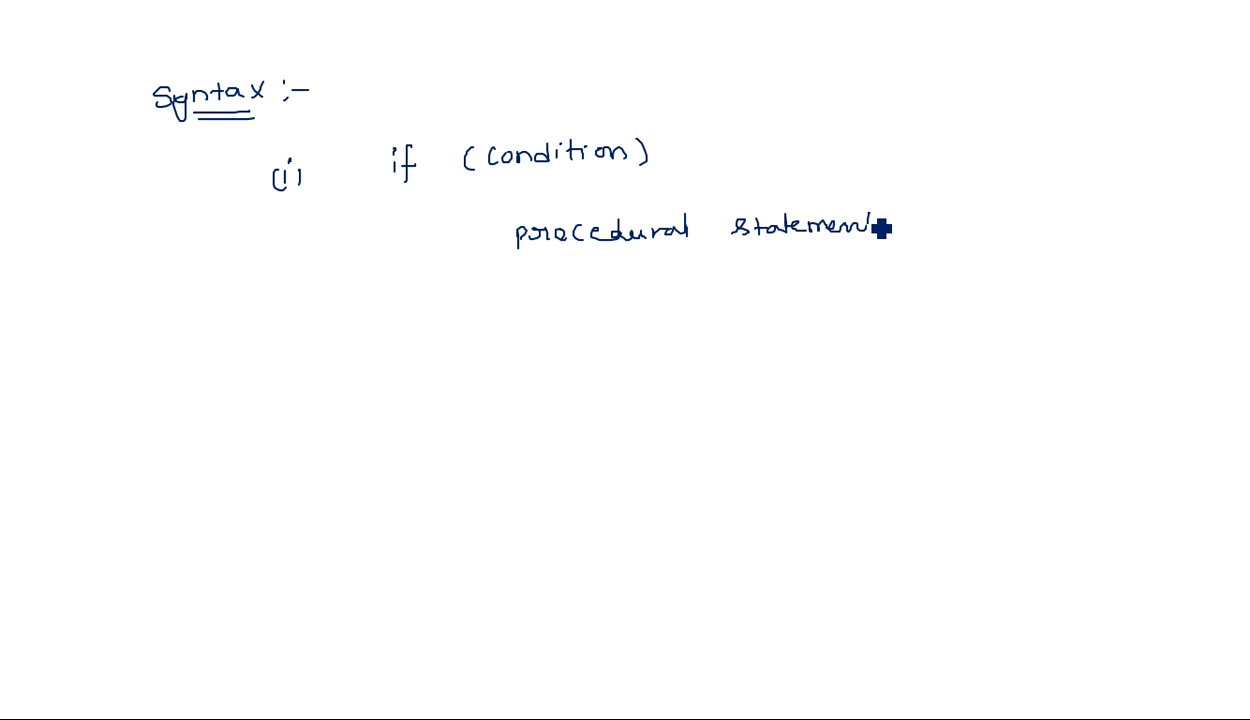 Syntax :-
(i) if (condition)
procedural statement